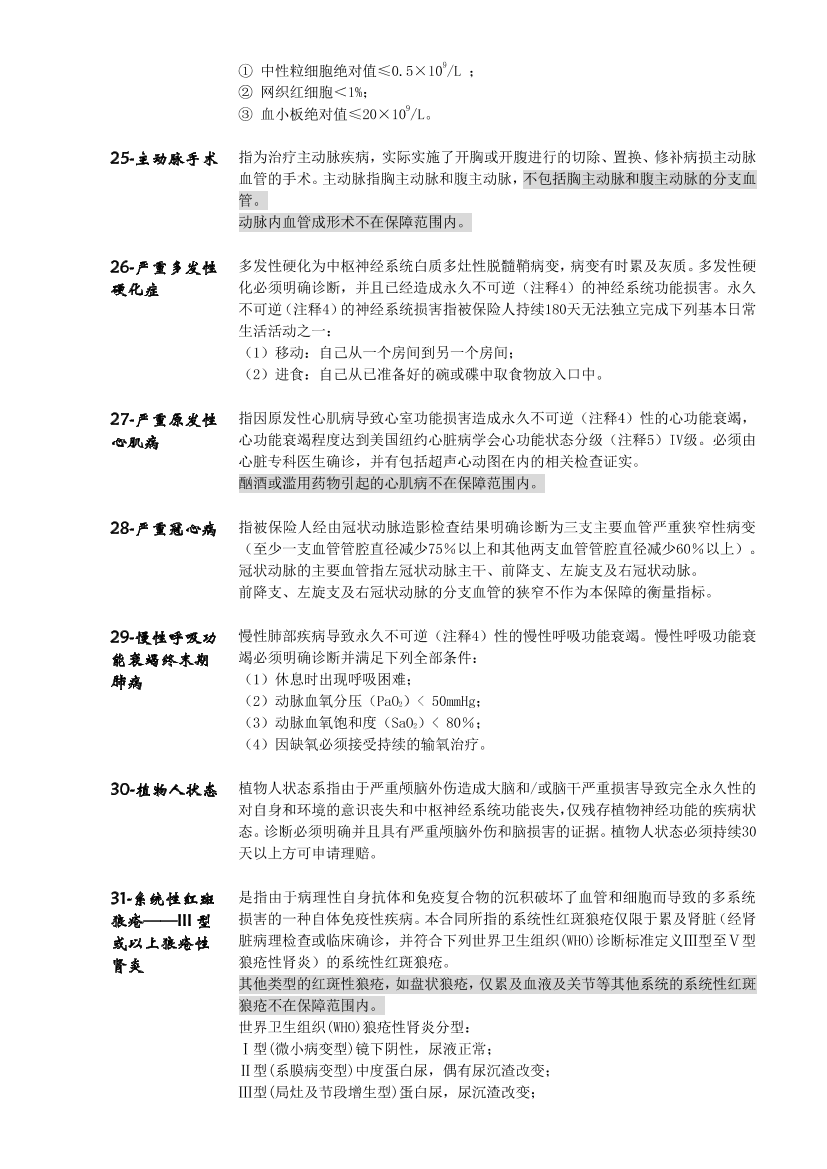 ① 中性粒细胞绝对值≤0.5×10⁹/L ；
② 网织红细胞＜1%；
③ 血小板绝对值≤20×10⁹/L。
25-主动脉手术
指为治疗主动脉疾病，实际实施了开胸或开腹进行的切除、置换、修补病损主动脉
血管的手术。主动脉指胸主动脉和腹主动脉，不包括胸主动脉和腹主动脉的分支血
管。
动脉内血管成形术不在保障范围内。
26-严重多发性
硬化症
多发性硬化为中枢神经系统白质多灶性脱髓鞘病变，病变有时累及灰质。多发性硬
化必须明确诊断，并且已经造成永久不可逆（注释4）的神经系统功能损害。永久
不可逆（注释4）的神经系统损害指被保险人持续180天无法独立完成下列基本日常
生活活动之一：
（1）移动：自己从一个房间到另一个房间；
（2）进食：自己从已准备好的碗或碟中取食物放入口中。
27-严重原发性
心肌病
指因原发性心肌病导致心室功能损害造成永久不可逆（注释4）性的心功能衰竭，
心功能衰竭程度达到美国纽约心脏病学会心功能状态分级（注释5）IV级。必须由
心脏专科医生确诊，并有包括超声心动图在内的相关检查证实。
酗酒或滥用药物引起的心肌病不在保障范围内。
28-严重冠心病
指被保险人经由冠状动脉造影检查结果明确诊断为三支主要血管严重狭窄性病变
（至少一支血管管腔直径减少75％以上和其他两支血管管腔直径减少60％以上）。
冠状动脉的主要血管指左冠状动脉主干、前降支、左旋支及右冠状动脉。
前降支、左旋支及右冠状动脉的分支血管的狭窄不作为本保障的衡量指标。
29-慢性呼吸功
能衰竭终末期
肺病
慢性肺部疾病导致永久不可逆（注释4）性的慢性呼吸功能衰竭。慢性呼吸功能衰
竭必须明确诊断并满足下列全部条件：
（1）休息时出现呼吸困难；
（2）动脉血氧分压（PaO₂）< 50mmHg；
（3）动脉血氧饱和度（SaO₂）< 80％；
（4）因缺氧必须接受持续的输氧治疗。
30-植物人状态
植物人状态系指由于严重颅脑外伤造成大脑和/或脑干严重损害导致完全永久性的
对自身和环境的意识丧失和中枢神经系统功能丧失，仅残存植物神经功能的疾病状
态。诊断必须明确并且具有严重颅脑外伤和脑损害的证据。植物人状态必须持续30
天以上方可申请理赔。
31-系统性红斑
狼疮——III 型
或以上狼疮性
肾炎
是指由于病理性自身抗体和免疫复合物的沉积破坏了血管和细胞而导致的多系统
损害的一种自体免疫性疾病。本合同所指的系统性红斑狼疮仅限于累及肾脏（经肾
脏病理检查或临床确诊，并符合下列世界卫生组织(WHO)诊断标准定义Ⅲ型至Ⅴ型
狼疮性肾炎）的系统性红斑狼疮。
其他类型的红斑性狼疮，如盘状狼疮，仅累及血液及关节等其他系统的系统性红斑
狼疮不在保障范围内。
世界卫生组织(WHO)狼疮性肾炎分型：
Ⅰ型(微小病变型)镜下阴性，尿液正常；
Ⅱ型(系膜病变型)中度蛋白尿，偶有尿沉渣改变；
Ⅲ型(局灶及节段增生型)蛋白尿，尿沉渣改变；